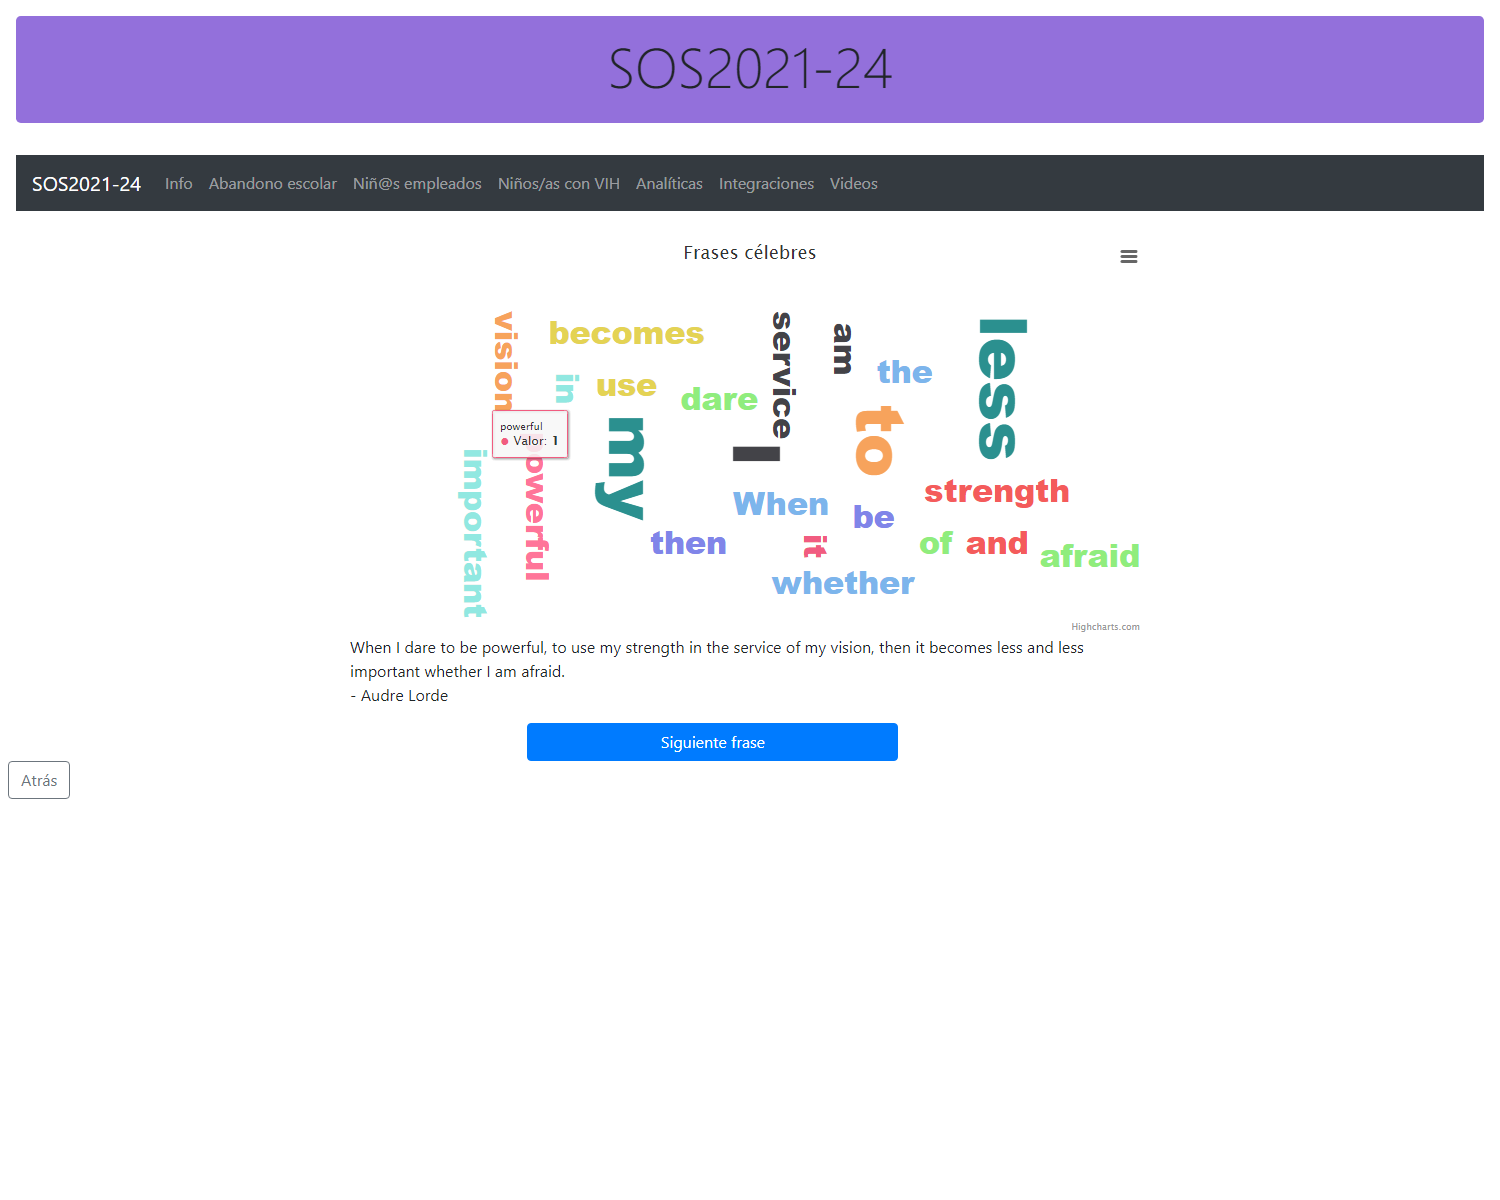 SOS2021-24
SOS2021-24 Info Abandono escolar Niñ@s empleados Niños/as con VIH Analíticas Integraciones Videos
Frases célebres
vision
becomes
service
am
less
the
in
use
dare
to
my
I
powerful
Valor: 1
important
powerful
When
be
strength
then
it
of
and
afraid
whether
Highcharts.com
When I dare to be powerful, to use my strength in the service of my vision, then it becomes less and less
important whether I am afraid.
- Audre Lorde
Siguiente frase
Atrás